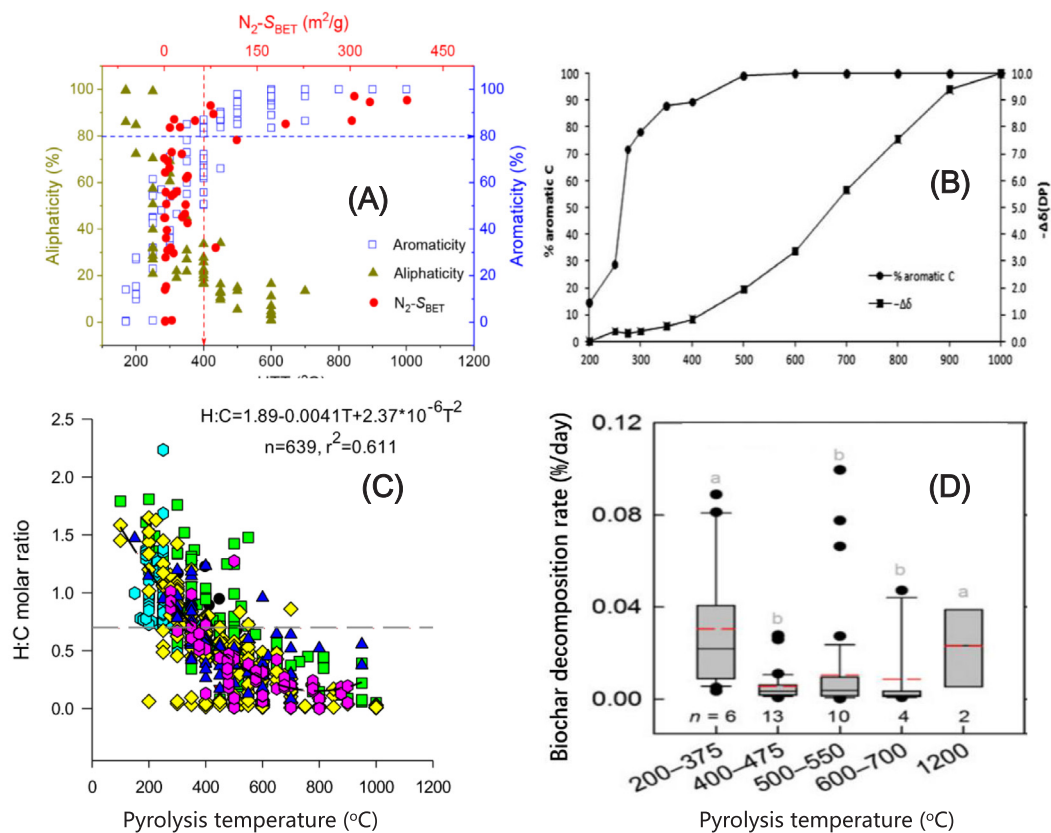 N2-SBET (m2/g)
0 150 300 450
Aliphaticity (%)
100
80
60
40
20
0
Aromaticity (%)
100
80
60
40
20
0
(A)
Aromaticity
Aliphaticity
N2-SBET
200 400 600 800 1000 1200
% aromatic C
100
90
80
70
60
50
40
30
20
10
0
-Δδ(DP)
10.0
9.0
8.0
7.0
6.0
5.0
4.0
3.0
2.0
1.0
0.0
(B)
% aromatic C
-Δδ
200 300 400 500 600 700 800 900 1000
H:C=1.89-0.0041T+2.37*10-6T2
n=639, r2=0.611
(C)
H:C molar ratio
2.5
2.0
1.5
1.0
0.5
0.0
0 200 400 600 800 1000 1200
Pyrolysis temperature (oC)
Biochar decomposition rate (%/day)
0.12
0.08
0.04
0.00
(D)
a
b
b
b
a
n = 6 13 10 4 2
200–375
400–475
500–550
600–700
1200
Pyrolysis temperature (oC)